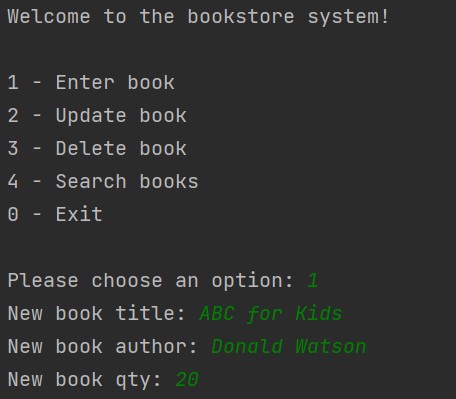 Welcome to the bookstore system!
1 - Enter book
2 - Update book
3 - Delete book
4 - Search books
0 - Exit
Please choose an option: 1
New book title: ABC for Kids
New book author: Donald Watson
New book qty: 20